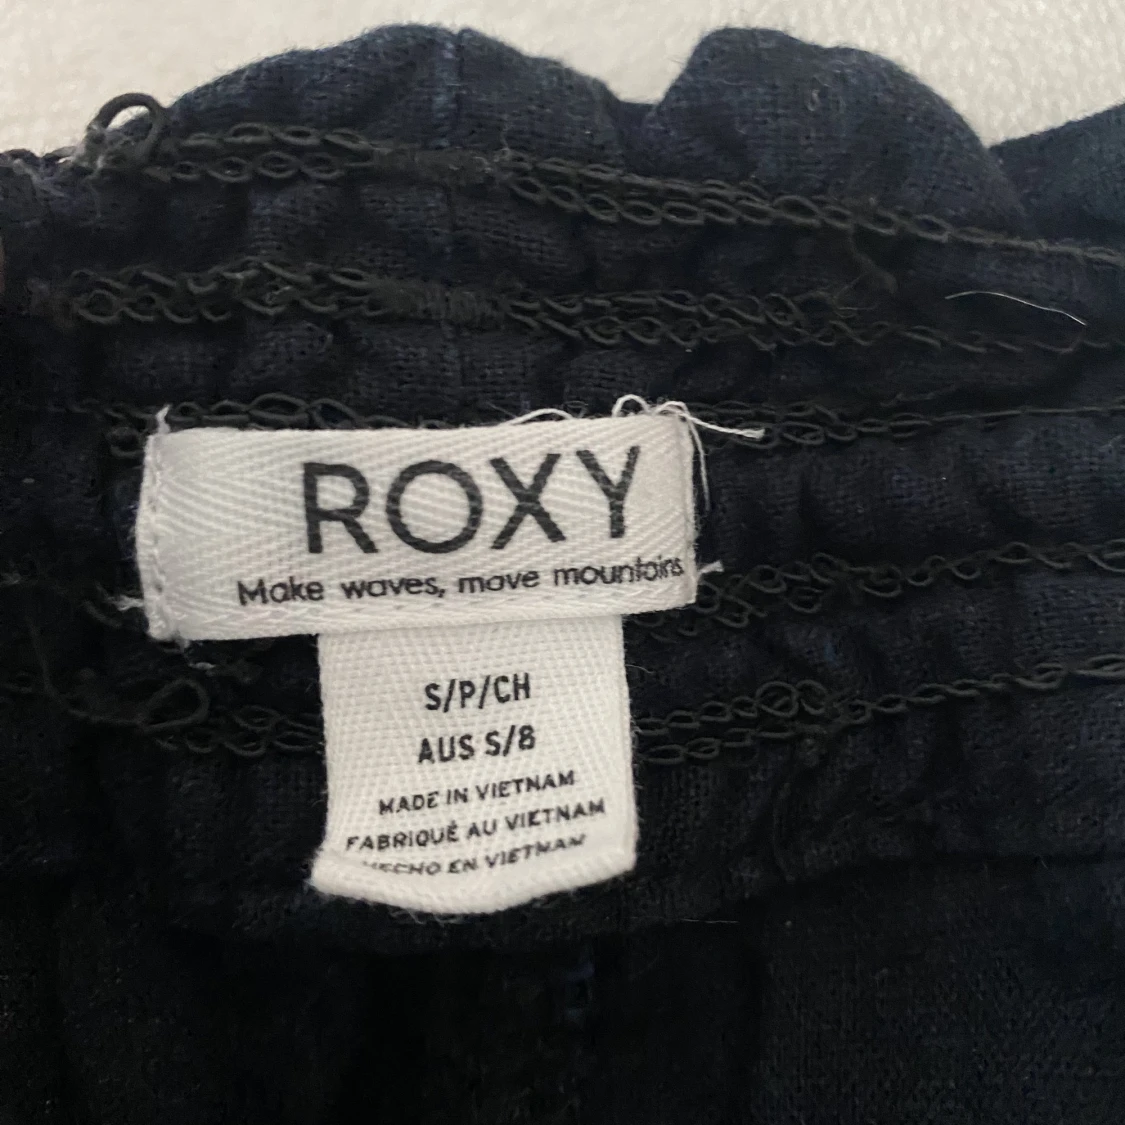 ROXY
Make waves, move mountains.
S/P/CH
AUS S/8
MADE IN VIETNAM
FABRIQUÉ AU VIETNAM
HECHO EN VIETNAM